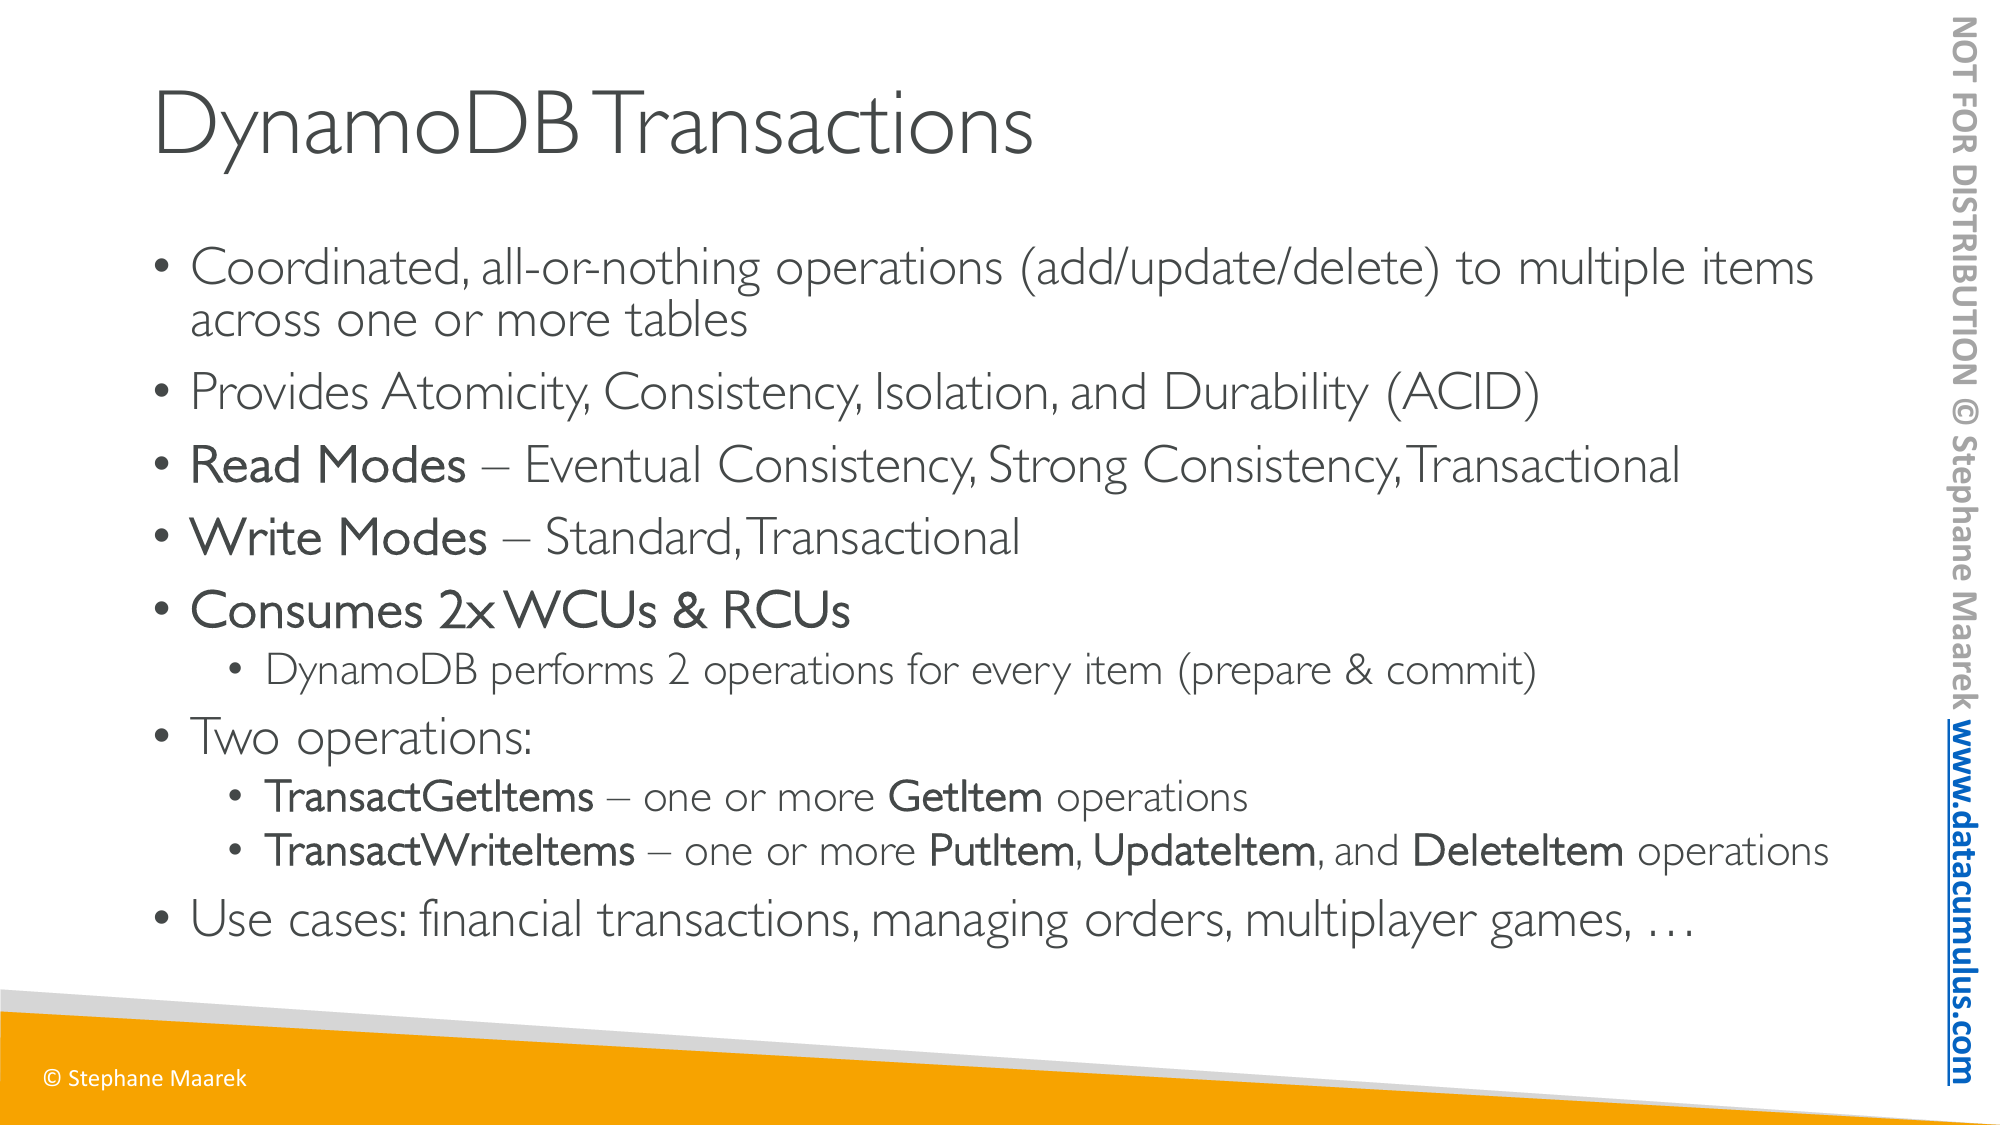 DynamoDB Transactions
• Coordinated, all-or-nothing operations (add/update/delete) to multiple items
across one or more tables
• Provides Atomicity, Consistency, Isolation, and Durability (ACID)
• Read Modes – Eventual Consistency, Strong Consistency, Transactional
• Write Modes – Standard, Transactional
• Consumes 2x WCUs & RCUs
• DynamoDB performs 2 operations for every item (prepare & commit)
• Two operations:
• TransactGetItems – one or more GetItem operations
• TransactWriteItems – one or more PutItem, UpdateItem, and DeleteItem operations
• Use cases: financial transactions, managing orders, multiplayer games, …
© Stephane Maarek
NOT FOR DISTRIBUTION © Stephane Maarek www.datacumulus.com